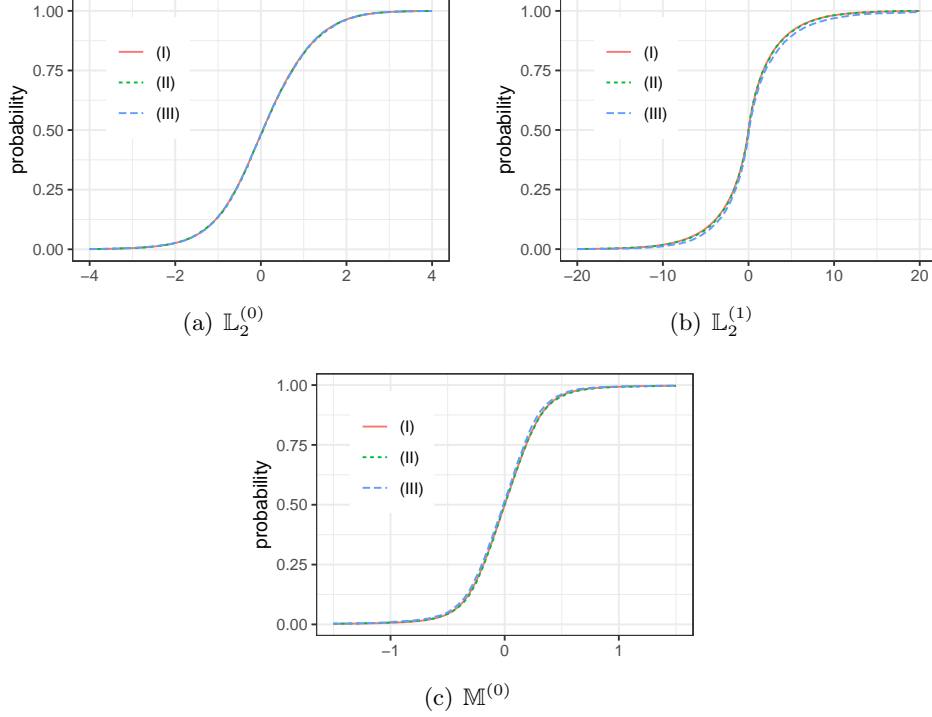 1.00
0.75
0.50
0.25
0.00
probability
(I)
(II)
(III)
−4 −2 0 2 4
(a) 𝕃₂⁽⁰⁾
1.00
0.75
0.50
0.25
0.00
probability
(I)
(II)
(III)
−20 −10 0 10 20
(b) 𝕃₂⁽¹⁾
1.00
0.75
0.50
0.25
0.00
probability
(I)
(II)
(III)
−1 0 1
(c) 𝕄⁽⁰⁾